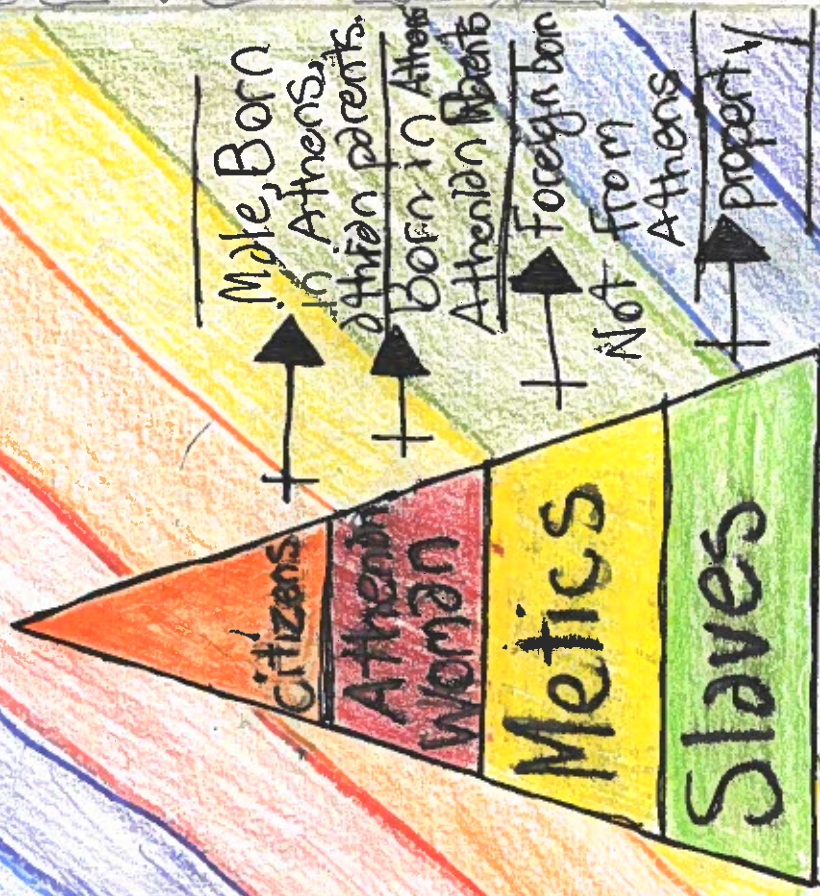 citizens
Athenian
Woman
Metics
Slaves
Male, Born
in Athens,
athian parents.
Born in Athens
Athenian Parents
Foreign born
Not from
Athens
property